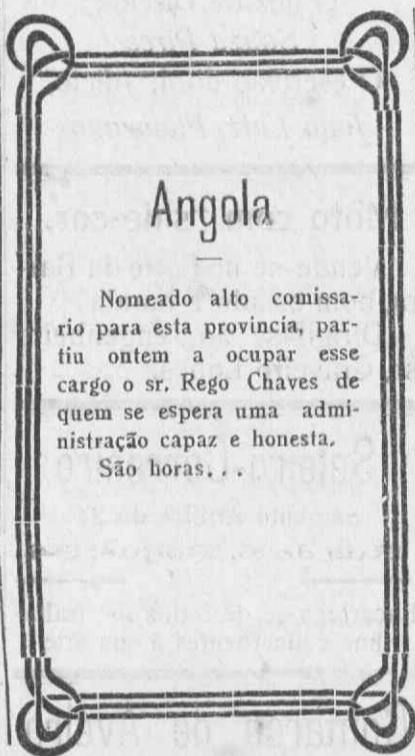 Angola
Nomeado alto comissa-
rio para esta provincia, par-
tiu ontem a ocupar esse
cargo o sr. Rego Chaves de
quem se espera uma admi-
nistração capaz e honesta.
São horas...